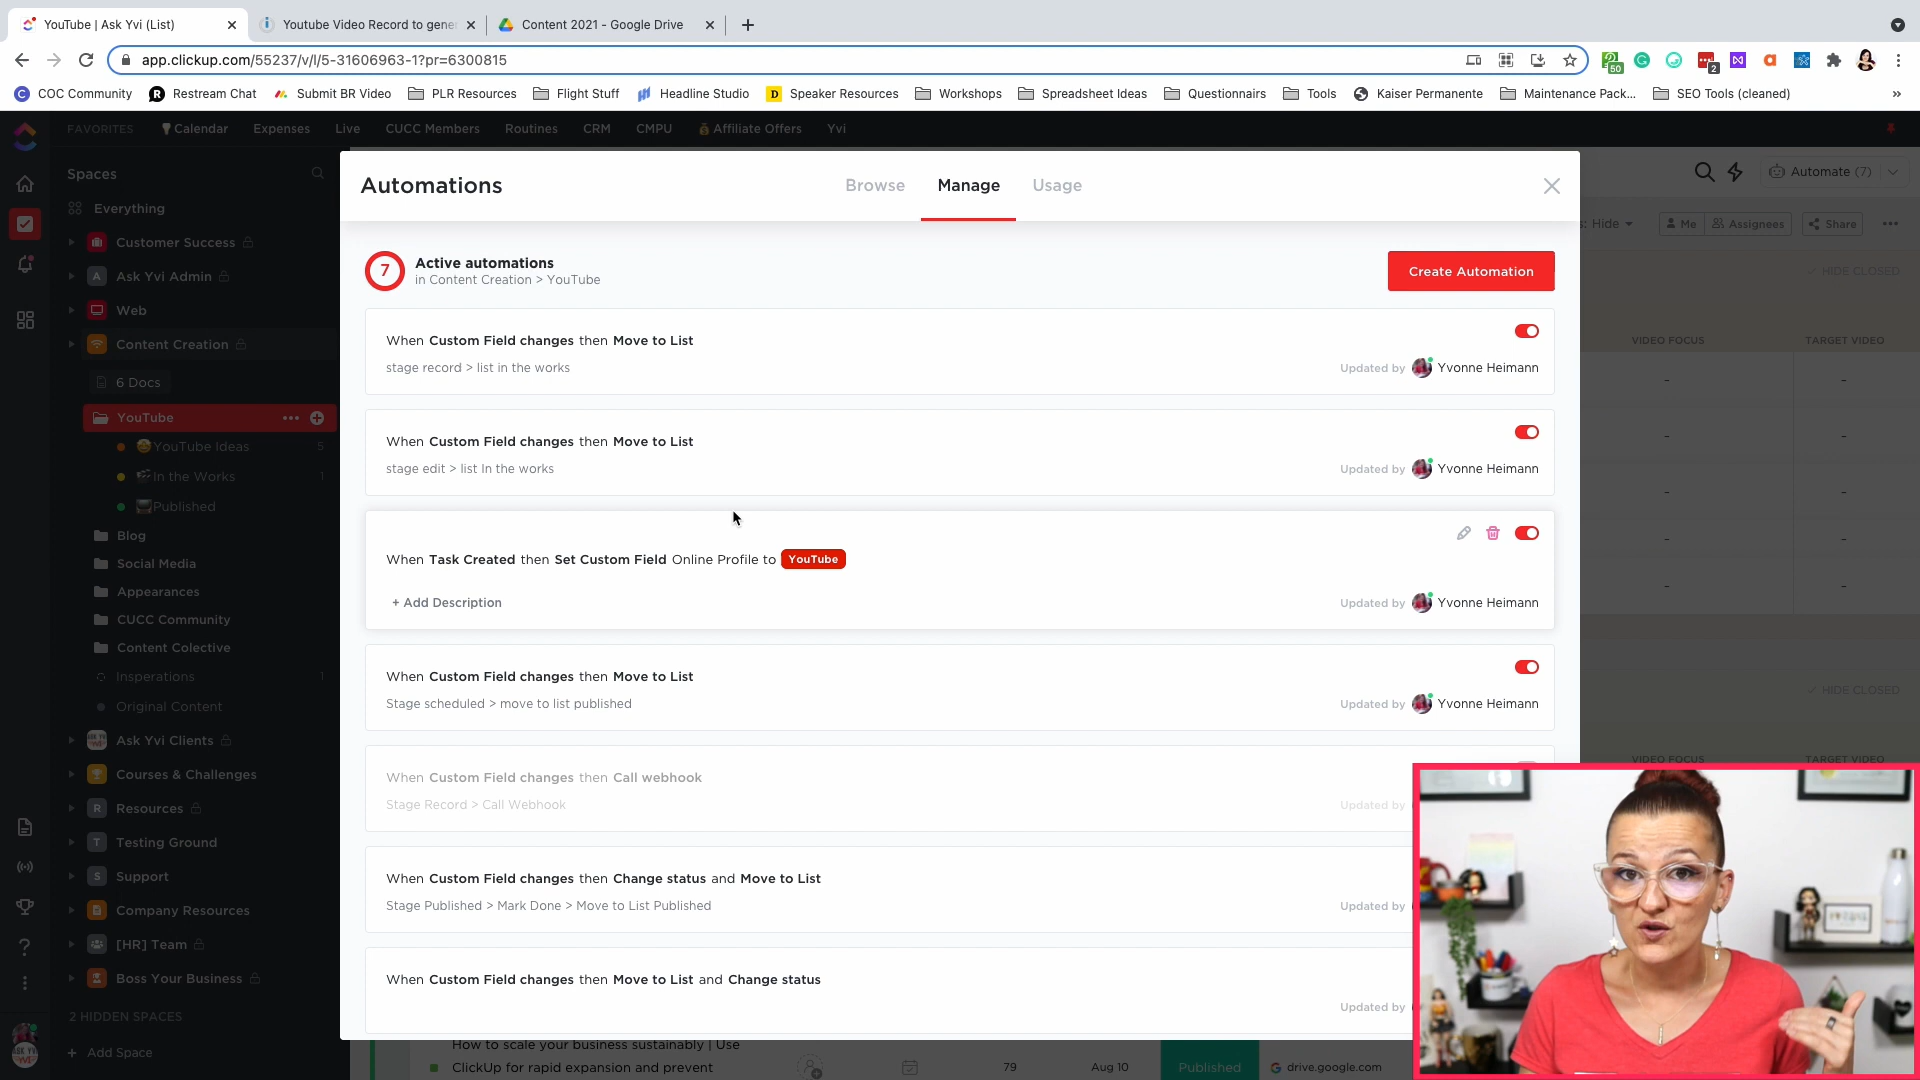 YouTube | Ask Yvi (List)
Youtube Video Record to gener
Content 2021 - Google Drive
app.clickup.com/55237/v/l/5-31606963-1?pr=6300815
50
2
COC Community
Restream Chat
Submit BR Video
PLR Resources
Flight Stuff
Headline Studio
Speaker Resources
Workshops
Spreadsheet Ideas
Questionnairs
Tools
Kaiser Permanente
Maintenance Pack...
SEO Tools (cleaned)
»
FAVORITES
Calendar
Expenses
Live
CUCC Members
Routines
CRM
CMPU
Affiliate Offers
Yvi
Spaces
Everything
Customer Success
Ask Yvi Admin
Web
Content Creation
6 Docs
YouTube
YouTube Ideas 5
In the Works 1
Published
Blog
Social Media
Appearances
CUCC Community
Content Colective
Insperations 1
Original Content
Ask Yvi Clients
Courses & Challenges
Resources
Testing Ground
Support
Company Resources
[HR] Team
Boss Your Business
2 HIDDEN SPACES
+ Add Space
Automations
Browse
Manage
Usage
7
Active automations
in Content Creation > YouTube
Create Automation
When Custom Field changes then Move to List
stage record > list in the works
Updated by Yvonne Heimann
When Custom Field changes then Move to List
stage edit > list In the works
Updated by Yvonne Heimann
When Task Created then Set Custom Field Online Profile to YouTube
+ Add Description
Updated by Yvonne Heimann
When Custom Field changes then Move to List
Stage scheduled > move to list published
Updated by Yvonne Heimann
When Custom Field changes then Call webhook
Stage Record > Call Webhook
Updated by
When Custom Field changes then Change status and Move to List
Stage Published > Mark Done > Move to List Published
Updated by
When Custom Field changes then Move to List and Change status
Updated by
Automate (7)
: Hide
Me
Assignees
Share
HIDE CLOSED
VIDEO FOCUS
TARGET VIDEO
-
-
-
-
-
-
-
-
HIDE CLOSED
VIDEO FOCUS
TARGET VIDEO
How to scale your business sustainably | Use
ClickUp for rapid expansion and prevent
79
Aug 10
Published
drive.google.com